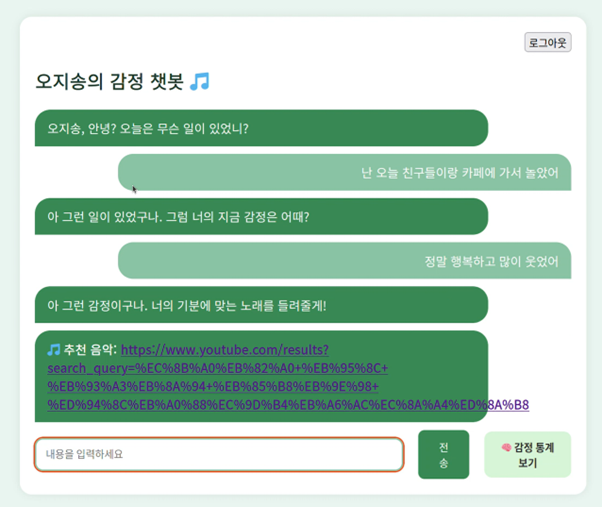 로그아웃
오지송의 감정 챗봇 🎵
오지송, 안녕? 오늘은 무슨 일이 있었니?
난 오늘 친구들이랑 카페에 가서 놀았어
아 그런 일이 있었구나. 그럼 너의 지금 감정은 어때?
정말 행복하고 많이 웃었어
아 그런 감정이구나. 너의 기분에 맞는 노래를 들려줄게!
🎵 추천 음악: https://www.youtube.com/results?
search_query=%EC%8B%A0%EB%82%A0+%EB%95%8C+
%EB%93%A3%EB%8A%94+%EB%85%B8%EB%9E%98+
%ED%94%8C%EB%A0%88%EC%9D%B4%EB%A6%AC%EC%8A%A4%ED%8A%B8
내용을 입력하세요
전
송
🧠 감정 통계
보기